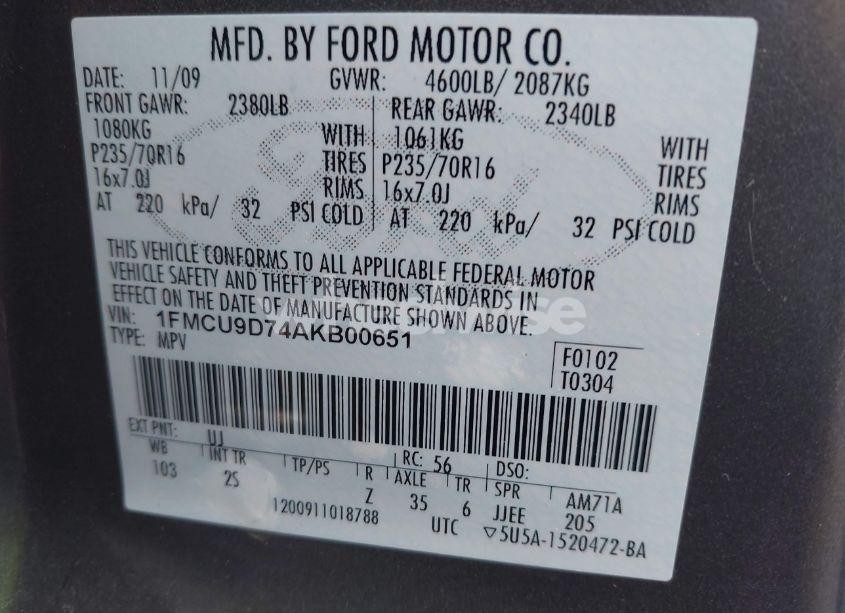 MFD. BY FORD MOTOR CO.
DATE: 11/09 GVWR: 4600LB/ 2087KG
FRONT GAWR: 2380LB REAR GAWR: 2340LB
1080KG WITH 1061KG WITH
P235/70R16 TIRES P235/70R16 TIRES
16x7.0J RIMS 16x7.0J RIMS
AT 220 kPa/ 32 PSI COLD AT 220 kPa/ 32 PSI COLD
THIS VEHICLE CONFORMS TO ALL APPLICABLE FEDERAL MOTOR
VEHICLE SAFETY AND THEFT PREVENTION STANDARDS IN
EFFECT ON THE DATE OF MANUFACTURE SHOWN ABOVE.
VIN: 1FMCU9D74AKB00651
TYPE: MPV
F0102
T0304
EXT PNT: UJ RC: 56 DSO:
WB INT TR TP/PS R AXLE TR SPR AM71A
103 2S Z 35 6 JJEE 205
1200911018788 UTC ▽5U5A-1520472-BA
Ford